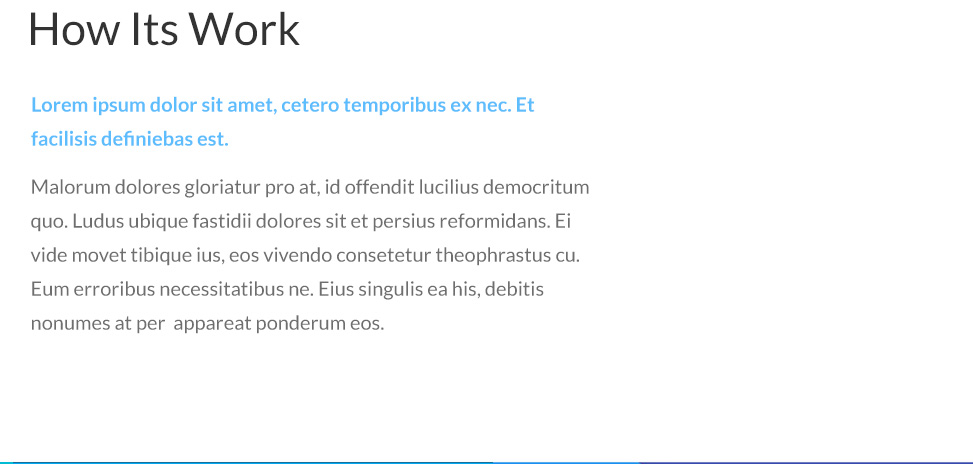 How Its Work
Lorem ipsum dolor sit amet, cetero temporibus ex nec. Et
facilisis definiebas est.
Malorum dolores gloriatur pro at, id offendit lucilius democritum
quo. Ludus ubique fastidii dolores sit et persius reformidans. Ei
vide movet tibique ius, eos vivendo consetetur theophrastus cu.
Eum erroribus necessitatibus ne. Eius singulis ea his, debitis
nonumes at per  appareat ponderum eos.